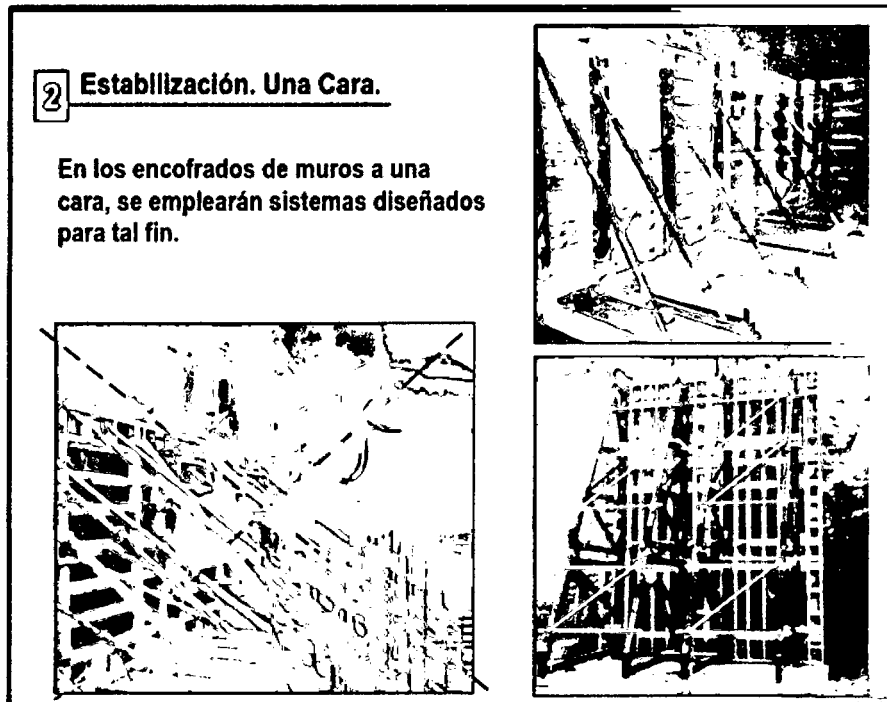 2 Estabilización. Una Cara.
En los encofrados de muros a una
cara, se emplearán sistemas diseñados
para tal fin.